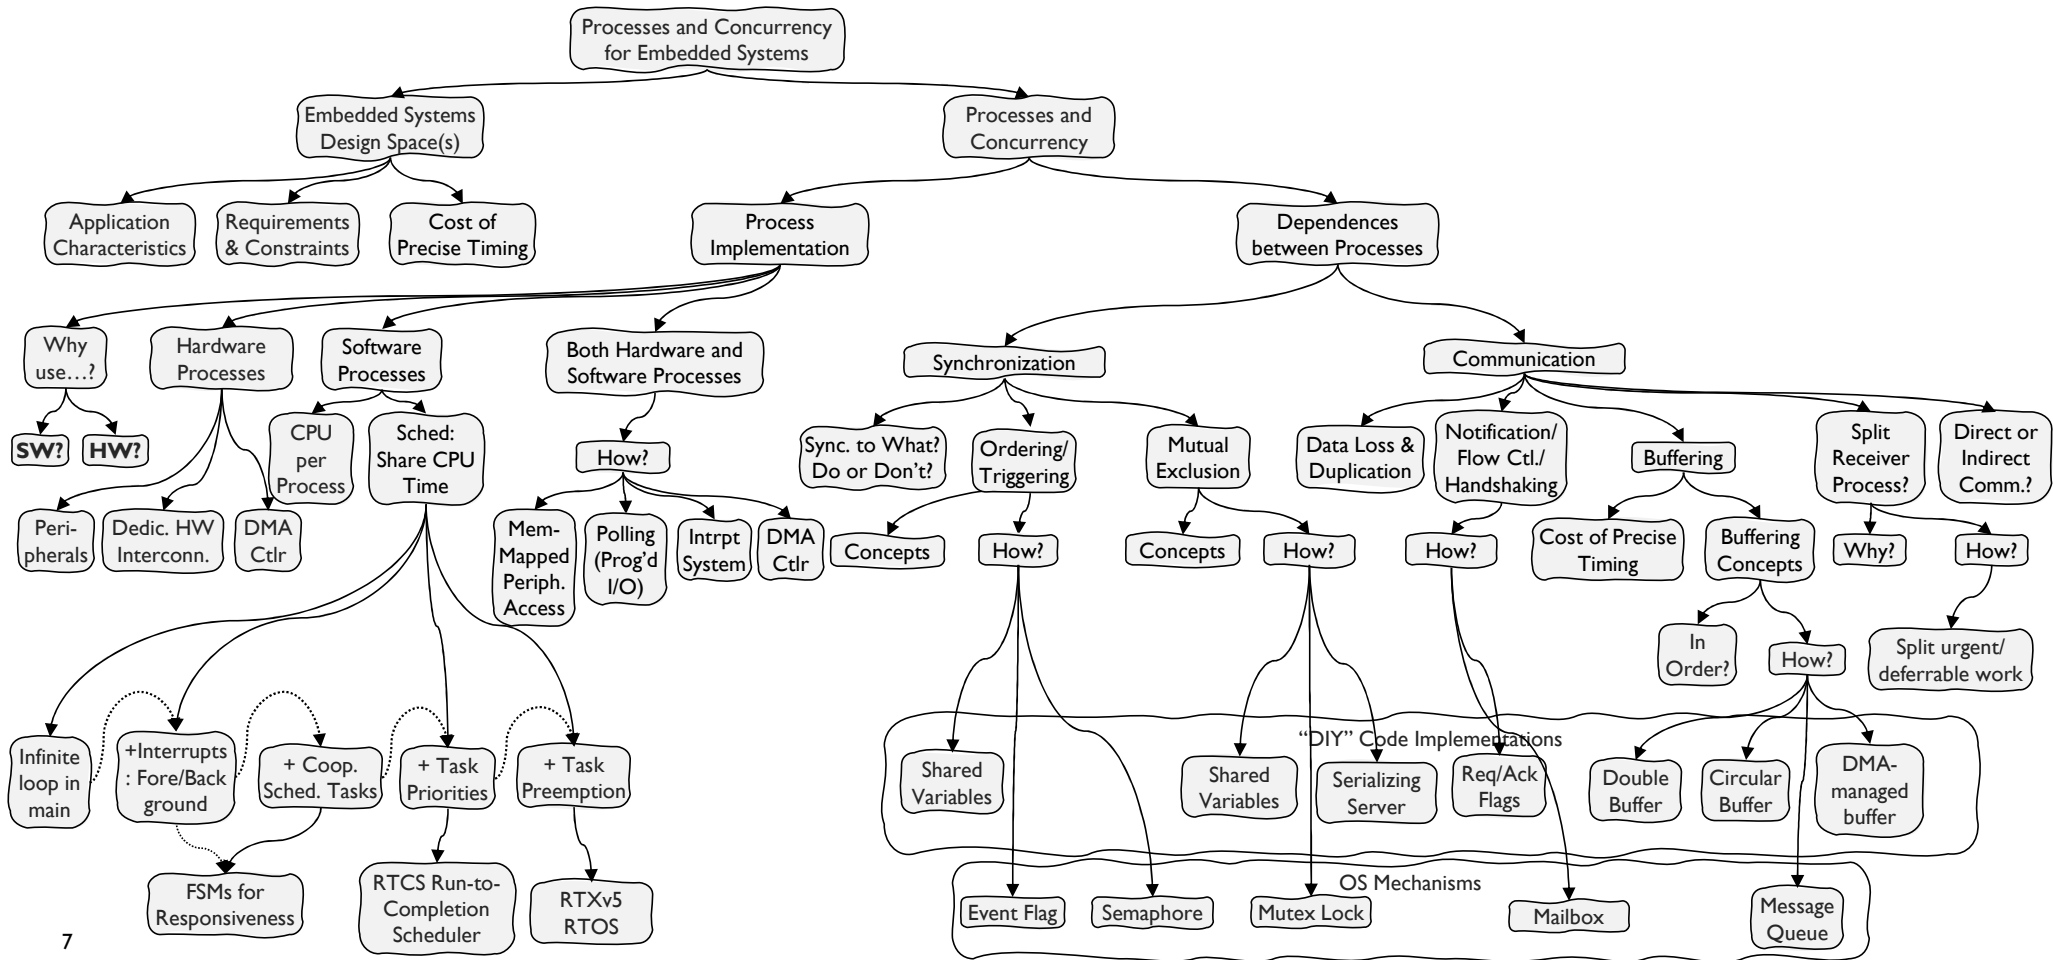 Processes and Concurrency
for Embedded Systems
Embedded Systems
Design Space(s)
Processes and
Concurrency
Application
Characteristics
Requirements
& Constraints
Cost of
Precise Timing
Process
Implementation
Dependences
between Processes
Why
use…?
Hardware
Processes
Software
Processes
Both Hardware and
Software Processes
Synchronization
Communication
SW?
HW?
CPU
per
Process
Sched:
Share CPU
Time
How?
Sync. to What?
Do or Don't?
Ordering/
Triggering
Mutual
Exclusion
Data Loss &
Duplication
Notification/
Flow Ctl./
Handshaking
Buffering
Split
Receiver
Process?
Direct or
Indirect
Comm.?
Peri-
pherals
Dedic. HW
Interconn.
DMA
Ctlr
Mem-
Mapped
Periph.
Access
Polling
(Prog'd
I/O)
Intrpt
System
DMA
Ctlr
Concepts
How?
Concepts
How?
How?
Cost of Precise
Timing
Buffering
Concepts
Why?
How?
In
Order?
How?
Split urgent/
deferrable work
Infinite
loop in
main
+Interrupts
: Fore/Back
ground
+ Coop.
Sched. Tasks
+ Task
Priorities
+ Task
Preemption
"DIY" Code Implementations
Shared
Variables
Shared
Variables
Serializing
Server
Req/Ack
Flags
Double
Buffer
Circular
Buffer
DMA-
managed
buffer
FSMs for
Responsiveness
RTCS Run-to-
Completion
Scheduler
RTXv5
RTOS
OS Mechanisms
Event Flag
Semaphore
Mutex Lock
Mailbox
Message
Queue
7